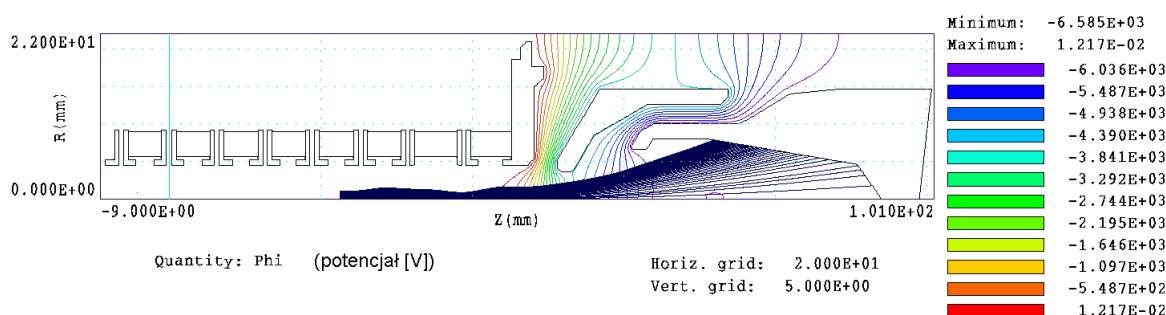 2.200E+01
R(mm)
0.000E+00
-9.000E+00
Z(mm)
1.010E+02
Quantity: Phi (potencjał [V])
Horiz. grid: 2.000E+01
Vert. grid: 5.000E+00
Minimum: -6.585E+03
Maximum: 1.217E-02
-6.036E+03
-5.487E+03
-4.938E+03
-4.390E+03
-3.841E+03
-3.292E+03
-2.744E+03
-2.195E+03
-1.646E+03
-1.097E+03
-5.487E+02
1.217E-02